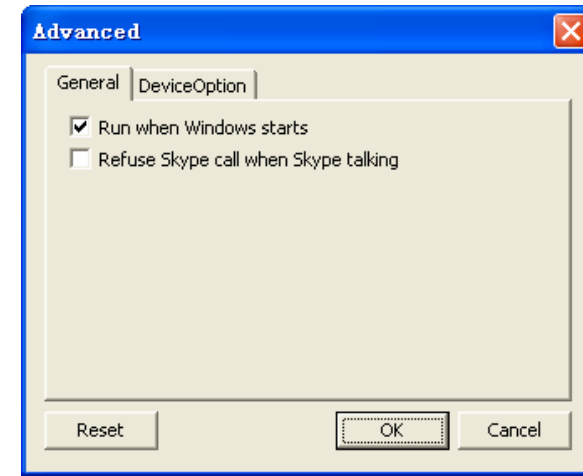 Advanced
General DeviceOption
Run when Windows starts
Refuse Skype call when Skype talking
Reset OK Cancel